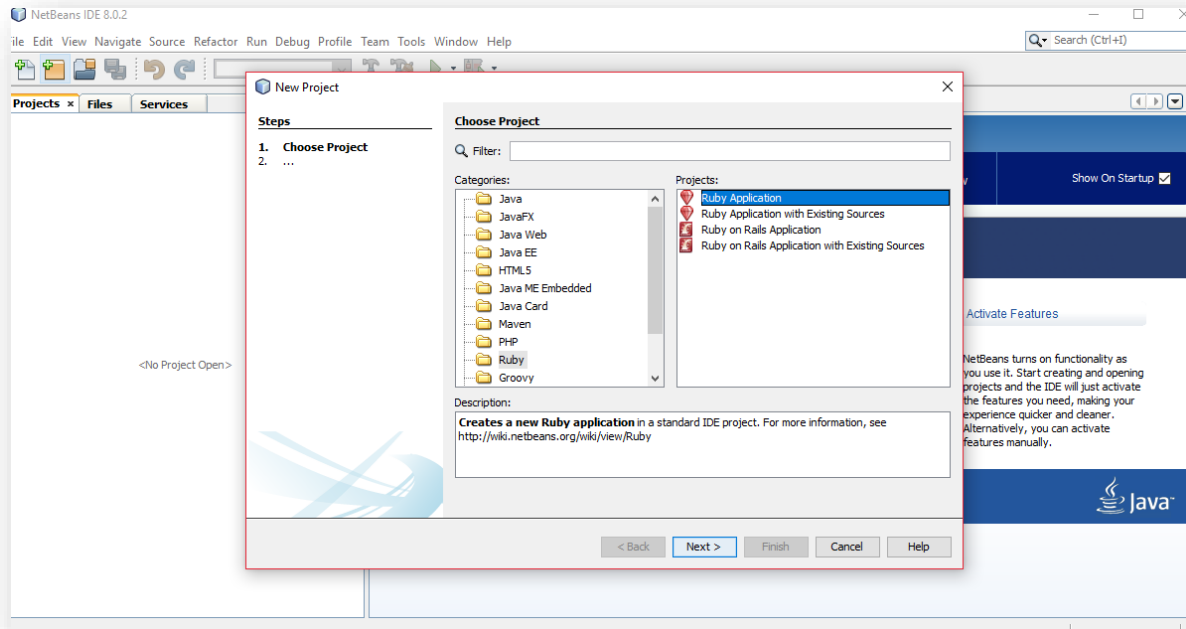 NetBeans IDE 8.0.2
ile Edit View Navigate Source Refactor Run Debug Profile Team Tools Window Help
Search (Ctrl+I)
Projects × Files Services
New Project
Steps
1. Choose Project
2. ...
Choose Project
Filter:
Categories:
Java
JavaFX
Java Web
Java EE
HTML5
Java ME Embedded
Java Card
Maven
PHP
Ruby
Groovy
Projects:
Ruby Application
Ruby Application with Existing Sources
Ruby on Rails Application
Ruby on Rails Application with Existing Sources
Description:
Creates a new Ruby application in a standard IDE project. For more information, see
http://wiki.netbeans.org/wiki/view/Ruby
< Back Next > Finish Cancel Help
<No Project Open>
Show On Startup
Activate Features
NetBeans turns on functionality as
you use it. Start creating and opening
projects and the IDE will just activate
the features you need, making your
experience quicker and cleaner.
Alternatively, you can activate
features manually.
Java™